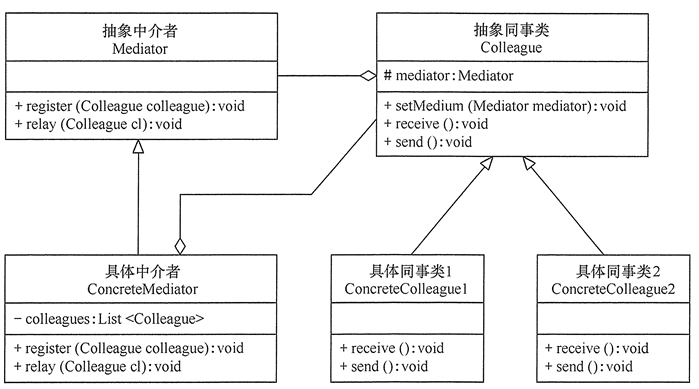 抽象中介者
Mediator
+ register (Colleague colleague): void
+ relay (Colleague cl): void
抽象同事类
Colleague
# mediator: Mediator
+ setMedium (Mediator mediator): void
+ receive (): void
+ send (): void
具体中介者
ConcreteMediator
− colleagues: List <Colleague>
+ register (Colleague colleague): void
+ relay (Colleague cl): void
具体同事类1
ConcreteColleague1
+ receive (): void
+ send (): void
具体同事类2
ConcreteColleague2
+ receive (): void
+ send (): void